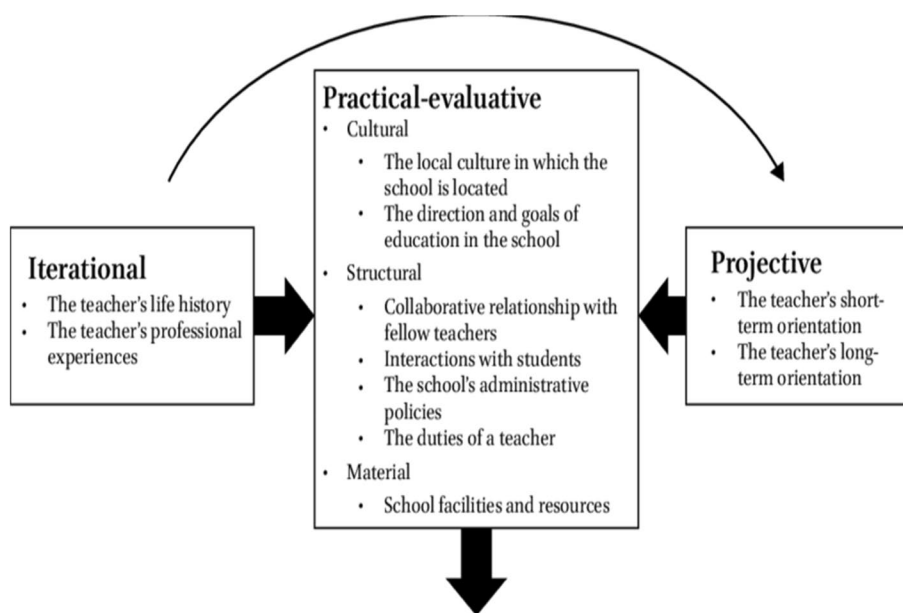 Iterational
• The teacher's life history
• The teacher's professional
experiences
Practical-evaluative
• Cultural
• The local culture in which the
school is located
• The direction and goals of
education in the school
• Structural
• Collaborative relationship with
fellow teachers
• Interactions with students
• The school's administrative
policies
• The duties of a teacher
• Material
• School facilities and resources
Projective
• The teacher's short-
term orientation
• The teacher's long-
term orientation